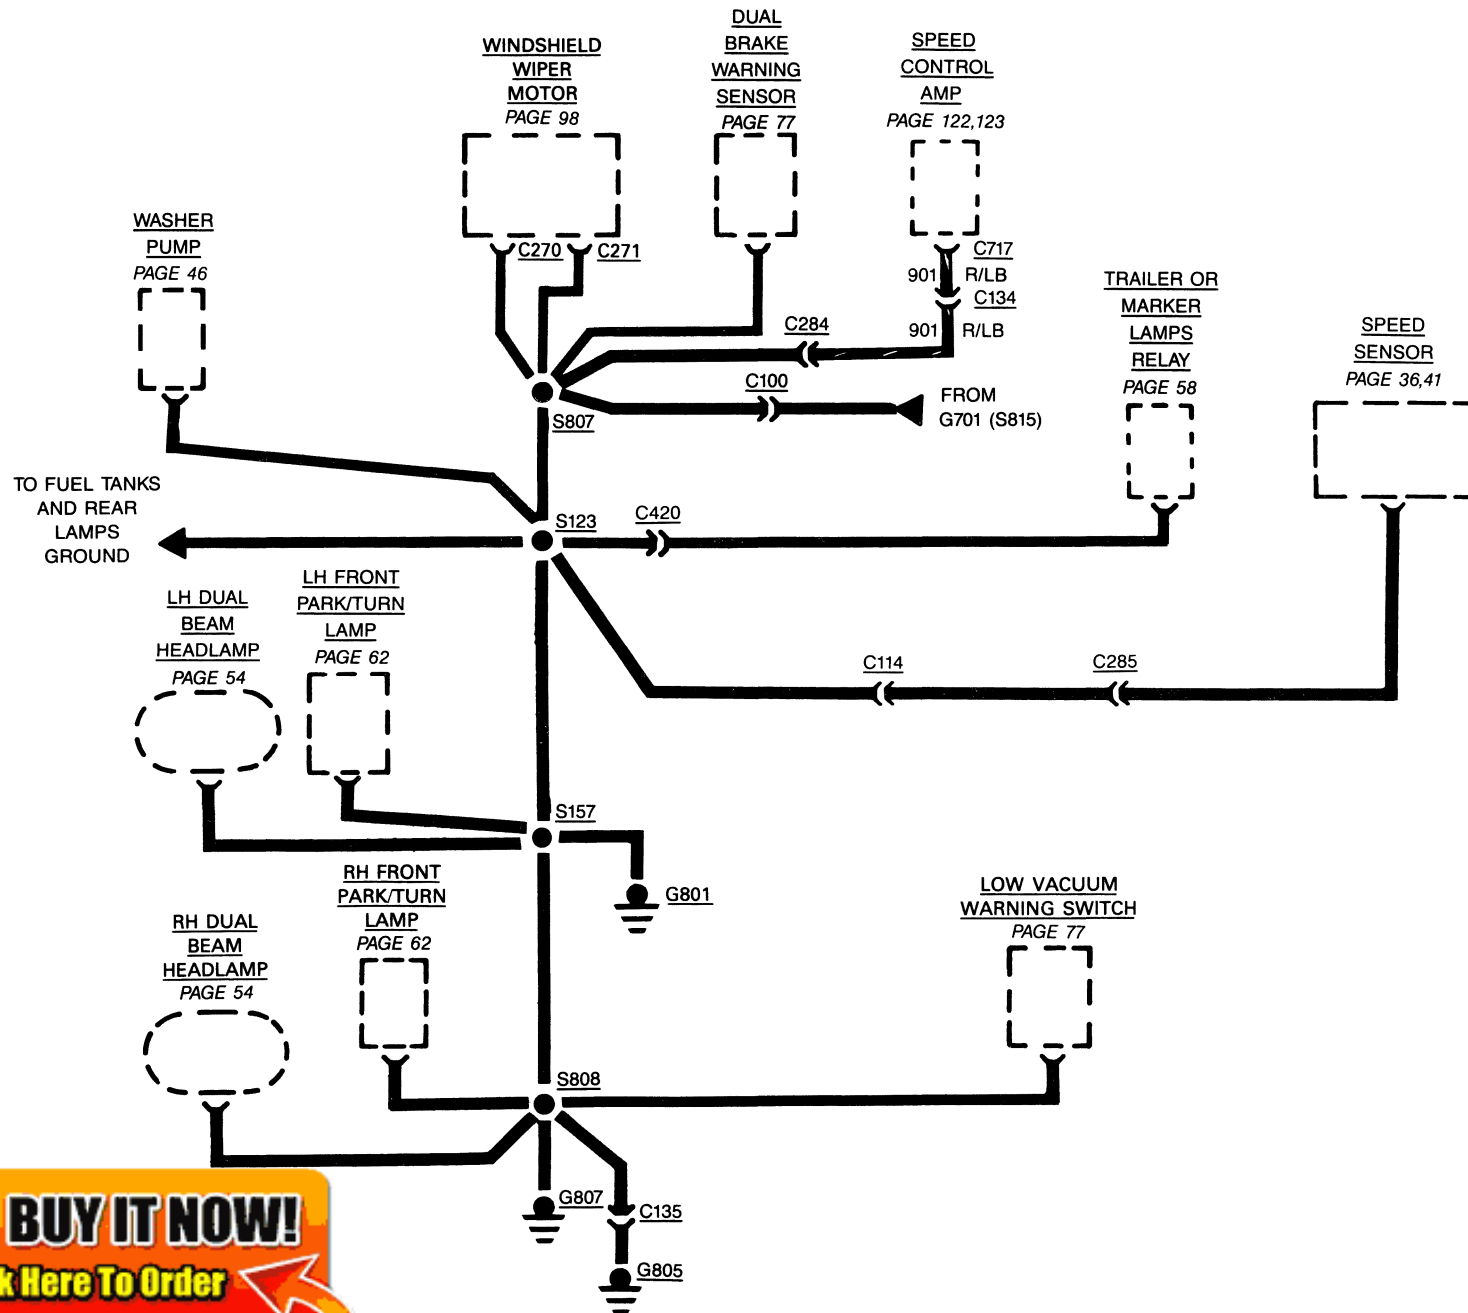 DUAL
BRAKE
WARNING
SENSOR
PAGE 77
WINDSHIELD
WIPER
MOTOR
PAGE 98
SPEED
CONTROL
AMP
PAGE 122,123
WASHER
PUMP
PAGE 46
C270
C271
C717
901 R/LB
C134
901 R/LB
C284
TRAILER OR
MARKER
LAMPS
RELAY
PAGE 58
SPEED
SENSOR
PAGE 36,41
C100
FROM
G701 (S815)
S807
TO FUEL TANKS
AND REAR
LAMPS
GROUND
S123
C420
LH DUAL
BEAM
HEADLAMP
PAGE 54
LH FRONT
PARK/TURN
LAMP
PAGE 62
C114
C285
S157
G801
RH FRONT
PARK/TURN
LAMP
PAGE 62
RH DUAL
BEAM
HEADLAMP
PAGE 54
LOW VACUUM
WARNING SWITCH
PAGE 77
S808
G807
C135
G805
BUY IT NOW!
k Here To Order